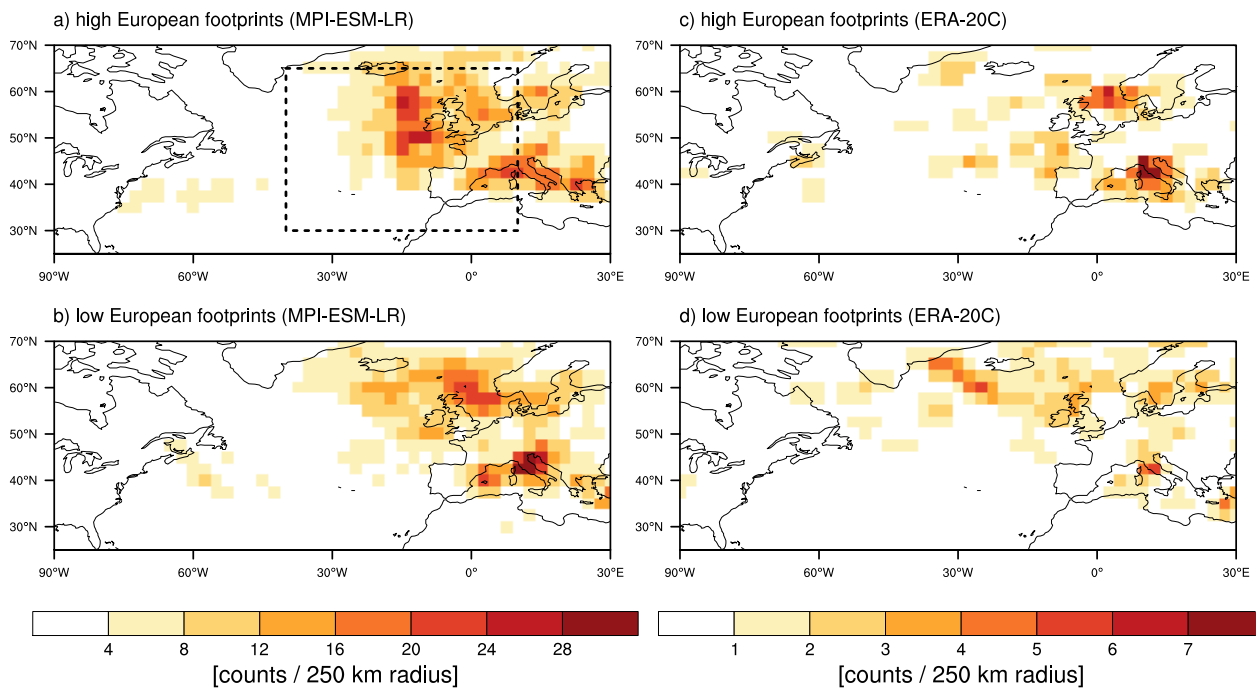 a) high European footprints (MPI-ESM-LR)
70°N
60°N
50°N
40°N
30°N
90°W 60°W 30°W 0° 30°E
c) high European footprints (ERA-20C)
70°N
60°N
50°N
40°N
30°N
90°W 60°W 30°W 0° 30°E
b) low European footprints (MPI-ESM-LR)
70°N
60°N
50°N
40°N
30°N
90°W 60°W 30°W 0° 30°E
d) low European footprints (ERA-20C)
70°N
60°N
50°N
40°N
30°N
90°W 60°W 30°W 0° 30°E
4 8 12 16 20 24 28
[counts / 250 km radius]
1 2 3 4 5 6 7
[counts / 250 km radius]